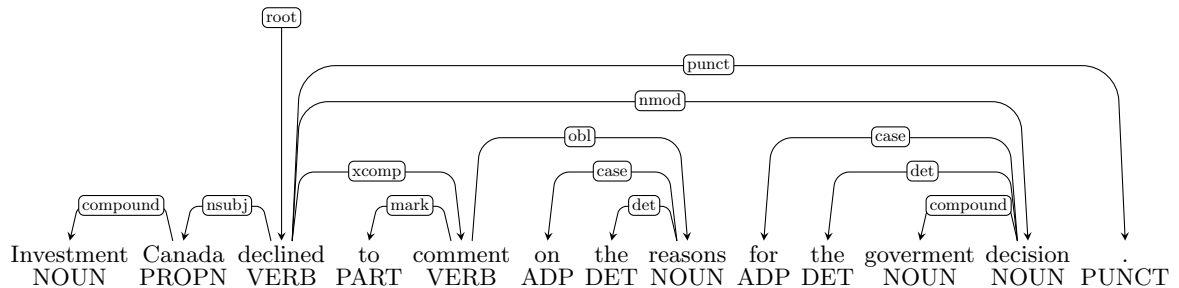 root
punct
nmod
obl case
xcomp case det
compound nsubj mark det compound
Investment Canada declined to comment on the reasons for the goverment decision .
NOUN PROPN VERB PART VERB ADP DET NOUN ADP DET NOUN NOUN PUNCT